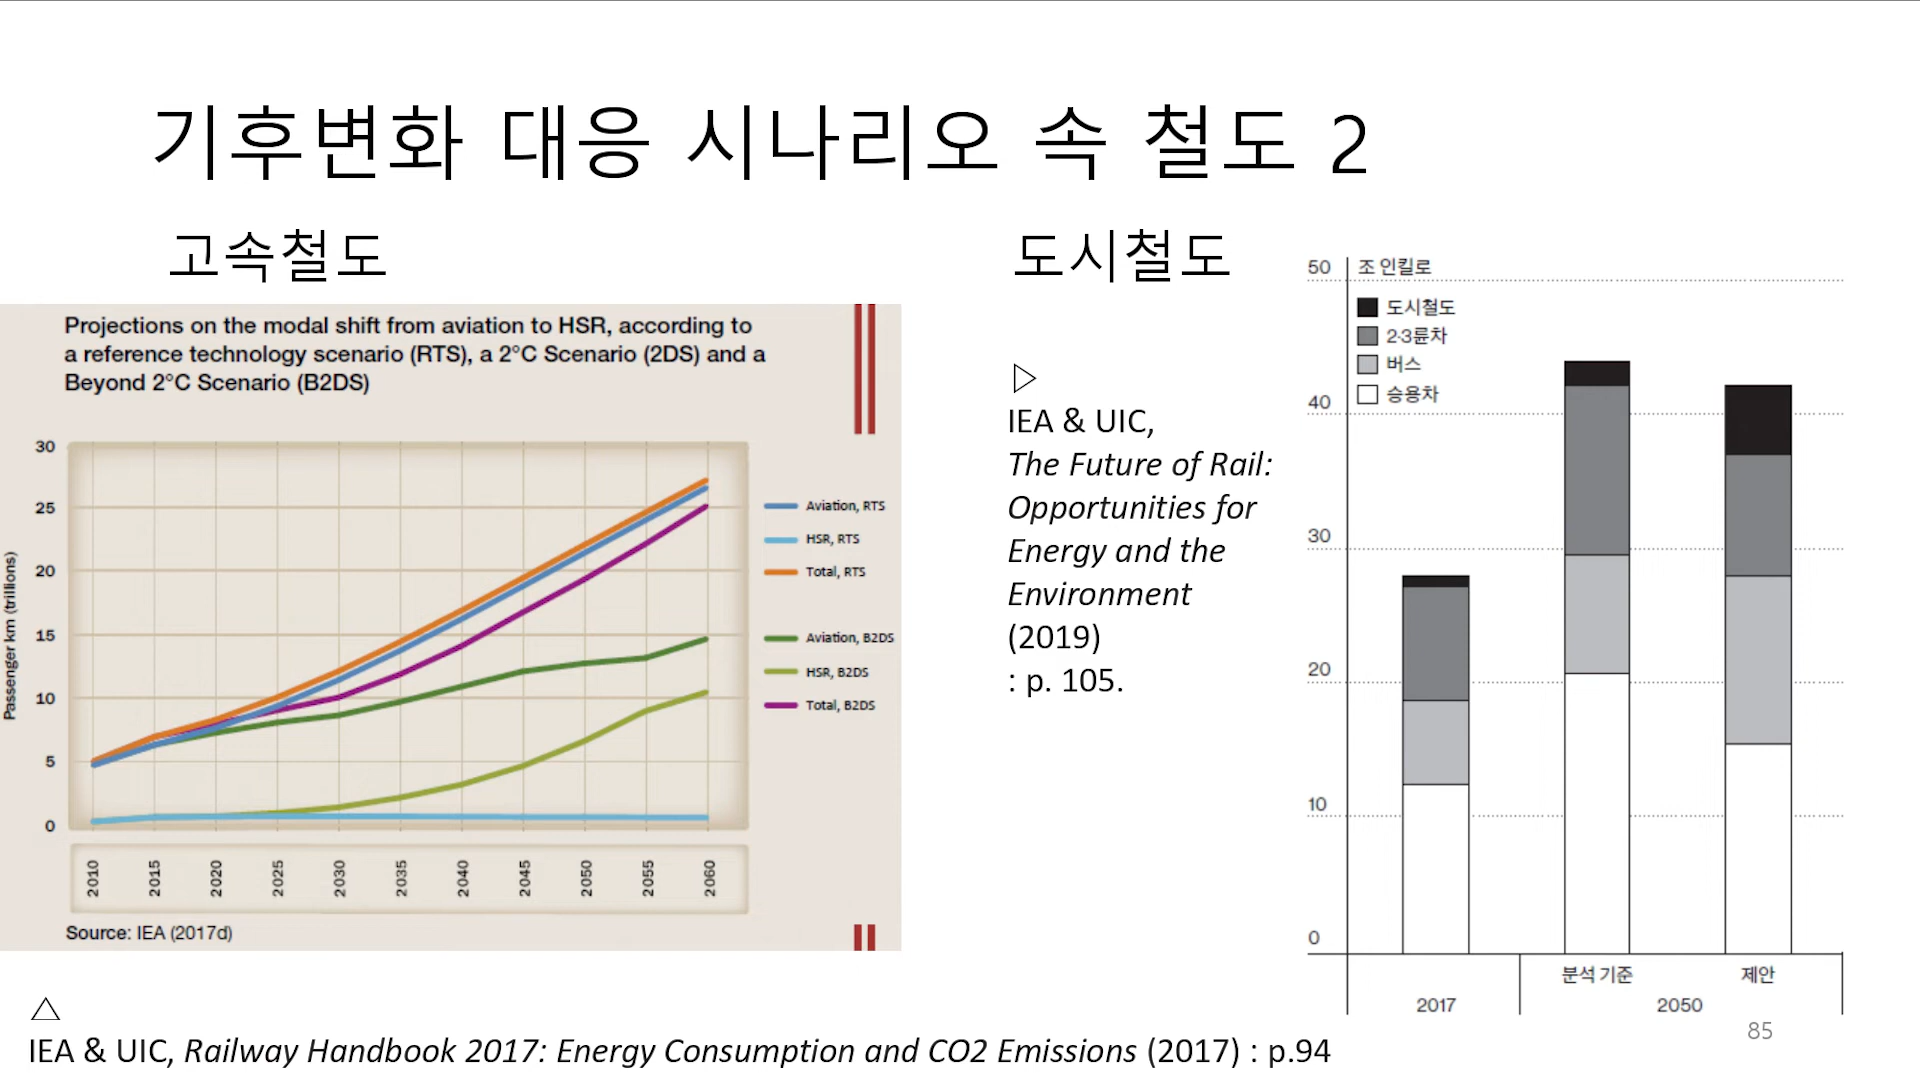 기후변화 대응 시나리오 속 철도 2
고속철도
Projections on the modal shift from aviation to HSR, according to
a reference technology scenario (RTS), a 2°C Scenario (2DS) and a
Beyond 2°C Scenario (B2DS)
Passenger km (trillions)
30
25
20
15
10
5
0
2010 2015 2020 2025 2030 2035 2040 2045 2050 2055 2060
Aviation, RTS
HSR, RTS
Total, RTS
Aviation, B2DS
HSR, B2DS
Total, B2DS
Source: IEA (2017d)
△
IEA & UIC, Railway Handbook 2017: Energy Consumption and CO2 Emissions (2017) : p.94
도시철도
▷
IEA & UIC,
The Future of Rail:
Opportunities for
Energy and the
Environment
(2019)
: p. 105.
조 인킬로
50
40
30
20
10
0
도시철도
2·3륜차
버스
승용차
분석 기준 제안
2017 2050
85